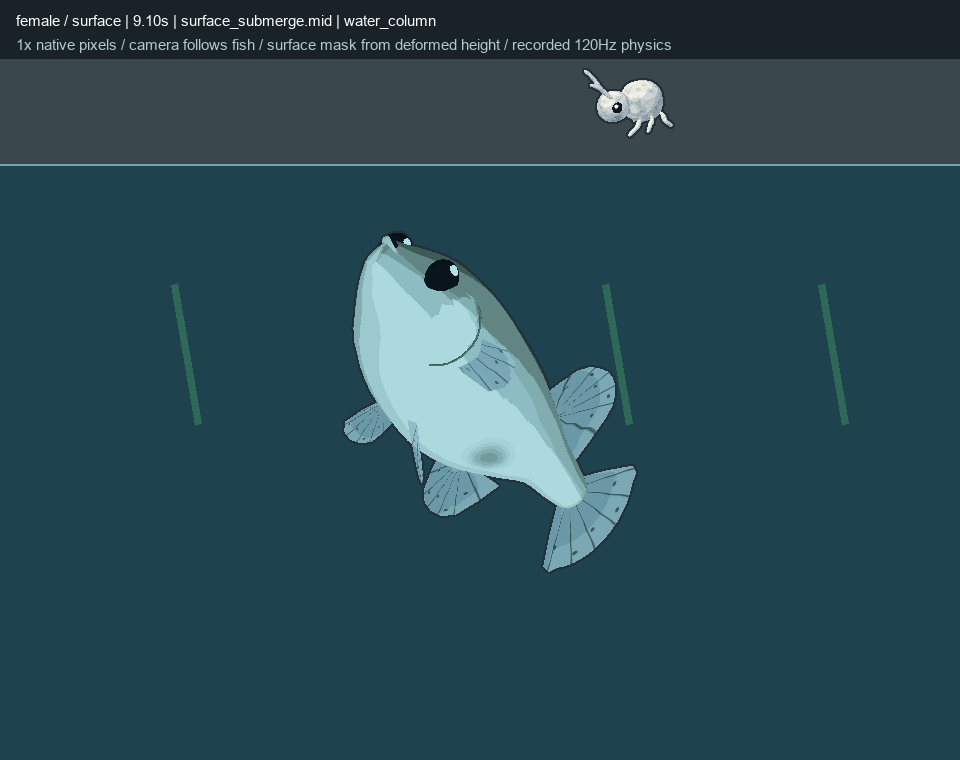 female / surface | 9.10s | surface_submerge.mid | water_column
1x native pixels / camera follows fish / surface mask from deformed height / recorded 120Hz physics